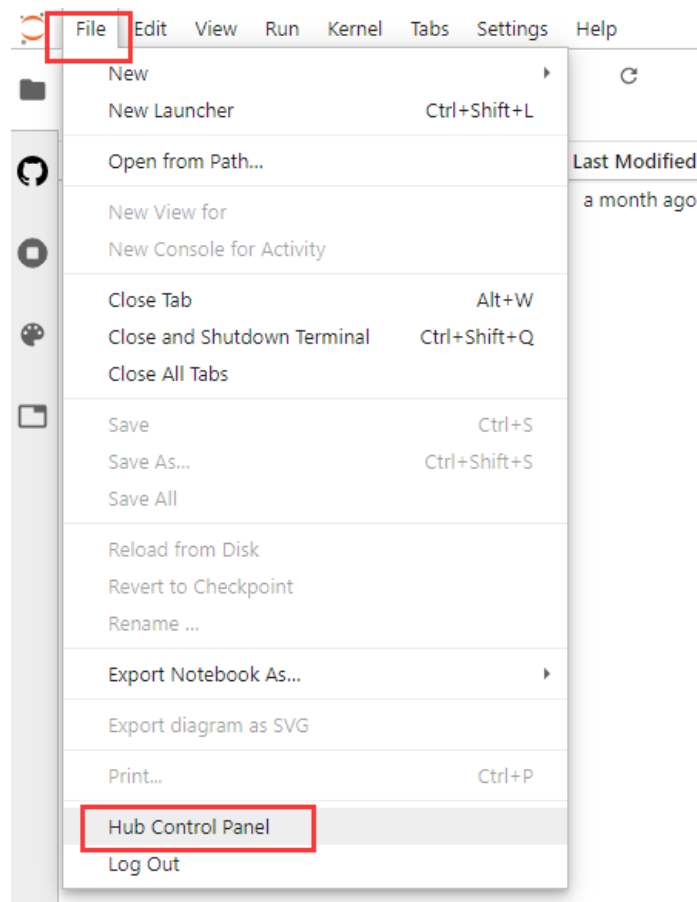 File Edit View Run Kernel Tabs Settings Help
New
New Launcher Ctrl+Shift+L
Open from Path... Last Modified
New View for a month ago
New Console for Activity
Close Tab Alt+W
Close and Shutdown Terminal Ctrl+Shift+Q
Close All Tabs
Save Ctrl+S
Save As... Ctrl+Shift+S
Save All
Reload from Disk
Revert to Checkpoint
Rename ...
Export Notebook As...
Export diagram as SVG
Print... Ctrl+P
Hub Control Panel
Log Out